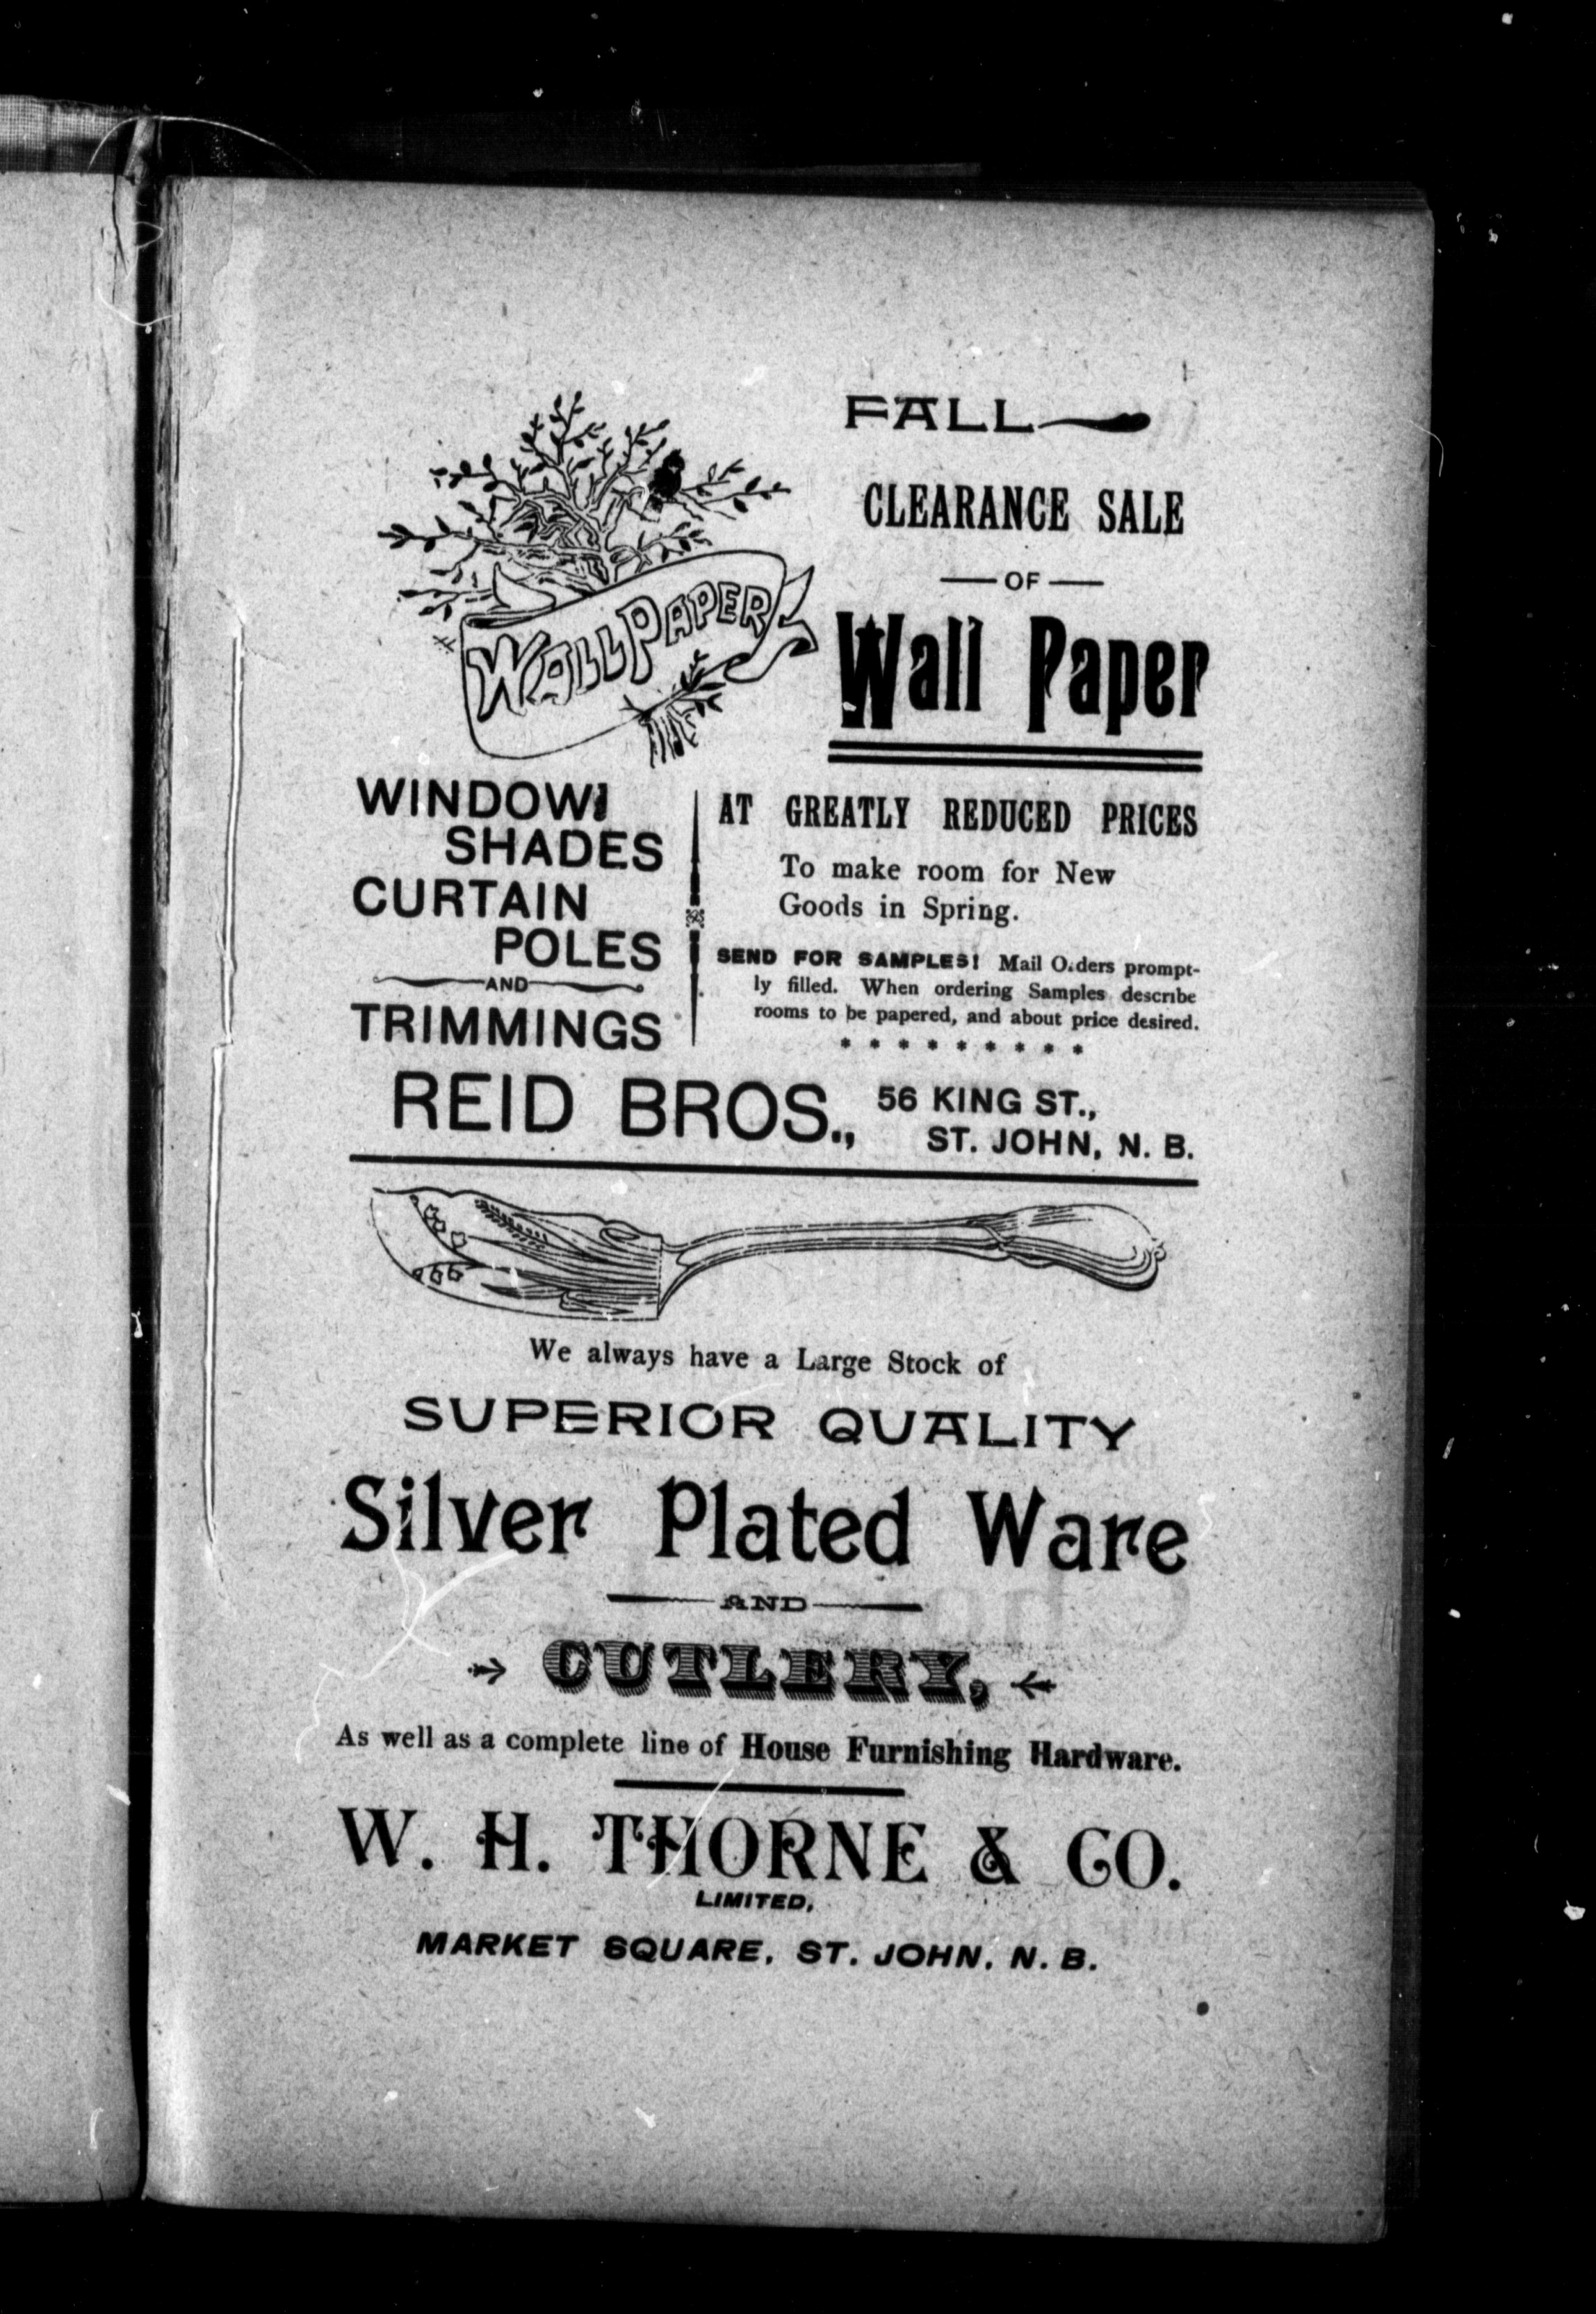 FALL
CLEARANCE SALE
OF
WALL PAPER
Wall Paper
WINDOW
SHADES
CURTAIN
POLES
AND
TRIMMINGS
AT GREATLY REDUCED PRICES
To make room for New
Goods in Spring.
SEND FOR SAMPLES! Mail Orders prompt-
ly filled. When ordering Samples describe
rooms to be papered, and about price desired.
* * * * * * * * *
REID BROS., 56 KING ST.,
ST. JOHN, N. B.
We always have a Large Stock of
SUPERIOR QUALITY
Silver Plated Ware
AND
CUTLERY,
As well as a complete line of House Furnishing Hardware.
W. H. THORNE & CO.
LIMITED,
MARKET SQUARE, ST. JOHN, N. B.